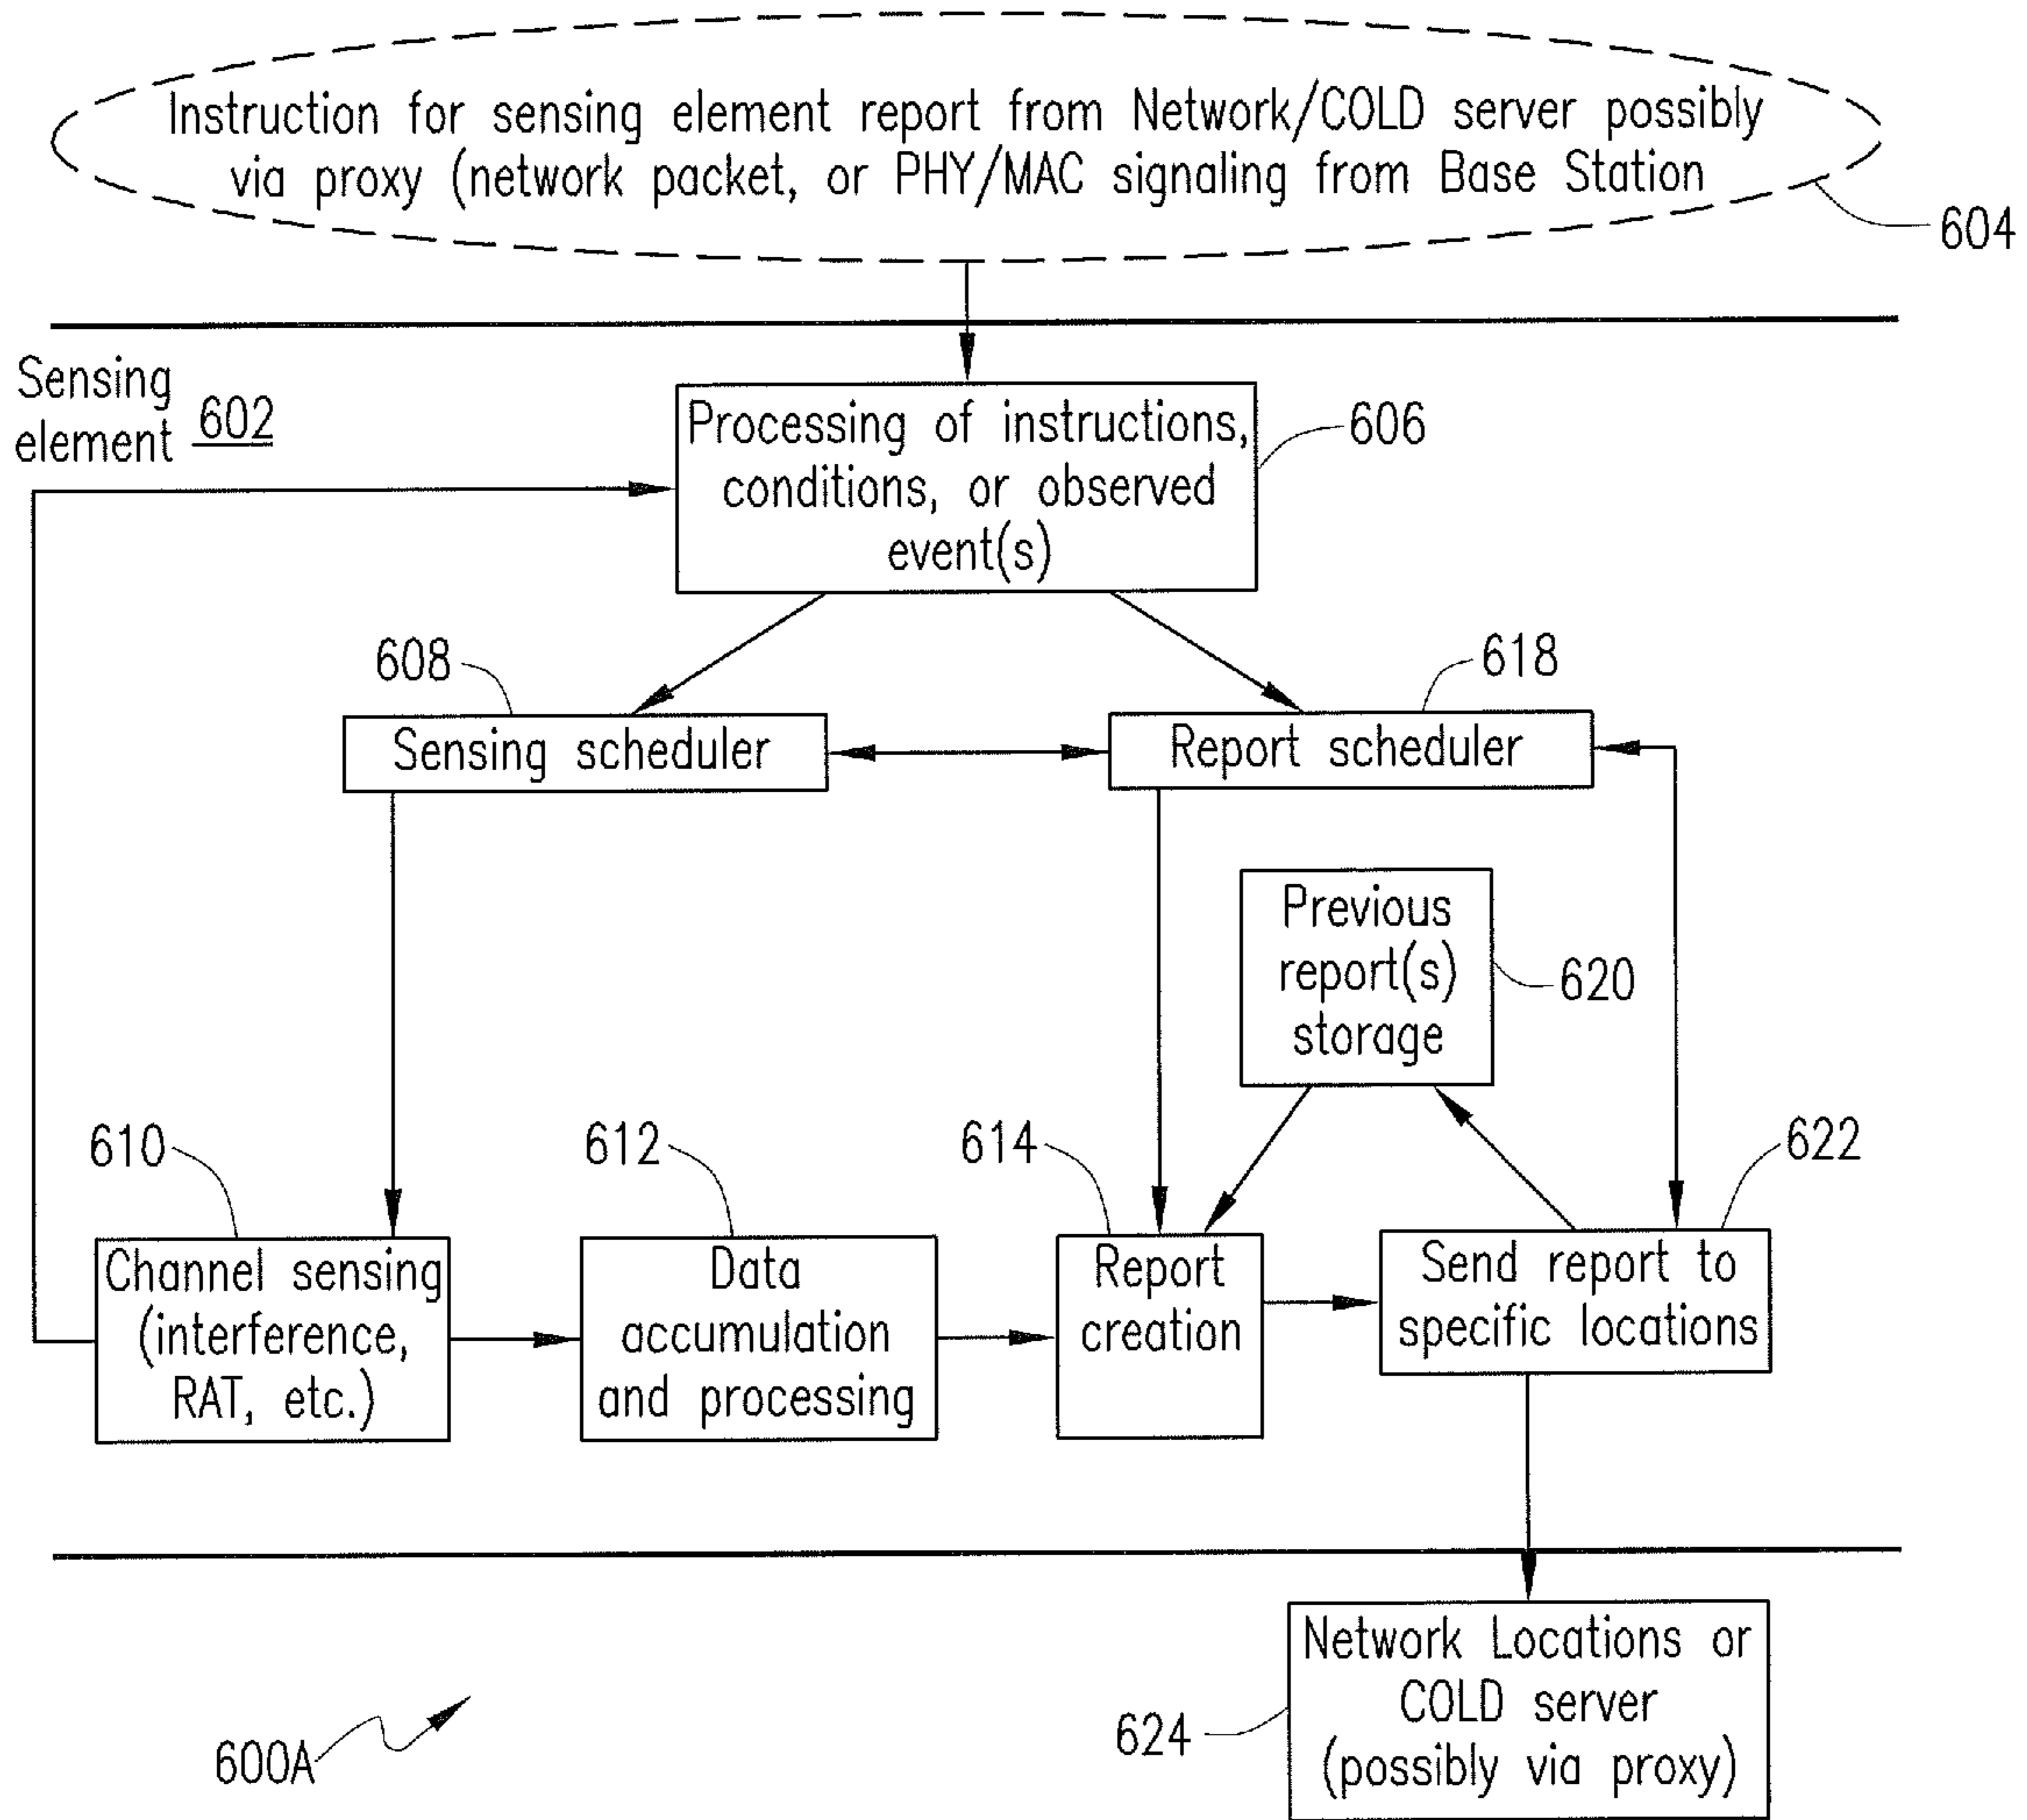 Instruction for sensing element report from Network/COLD server possibly
via proxy (network packet, or PHY/MAC signaling from Base Station
604
Sensing
element 602
Processing of instructions,
conditions, or observed
event(s)
606
608
618
Sensing scheduler
Report scheduler
Previous
report(s)
storage
620
610
612
614
622
Channel sensing
(interference,
RAT, etc.)
Data
accumulation
and processing
Report
creation
Send report to
specific locations
Network Locations or
COLD server
(possibly via proxy)
624
600A